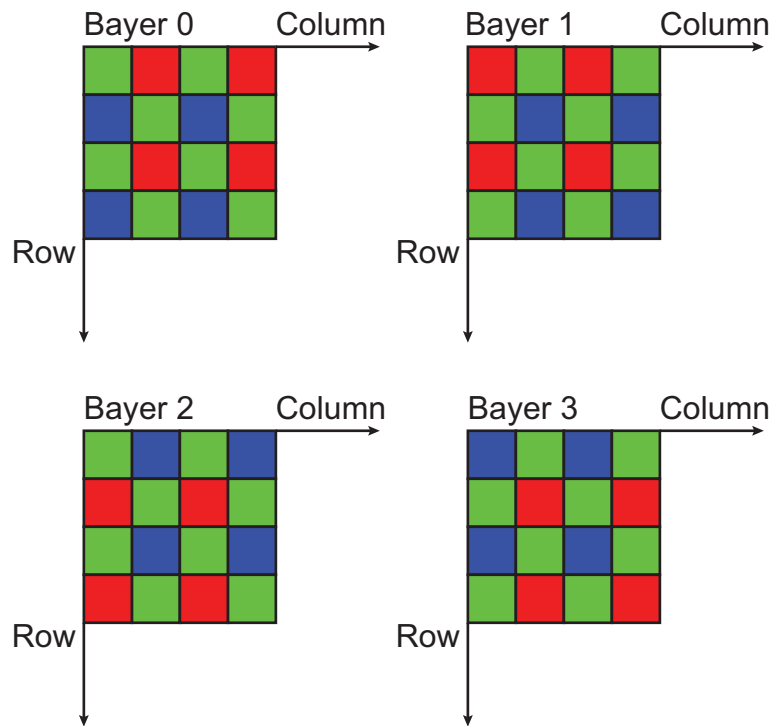 Bayer 0 Column
Bayer 1 Column
Row
Row
Bayer 2 Column
Bayer 3 Column
Row
Row